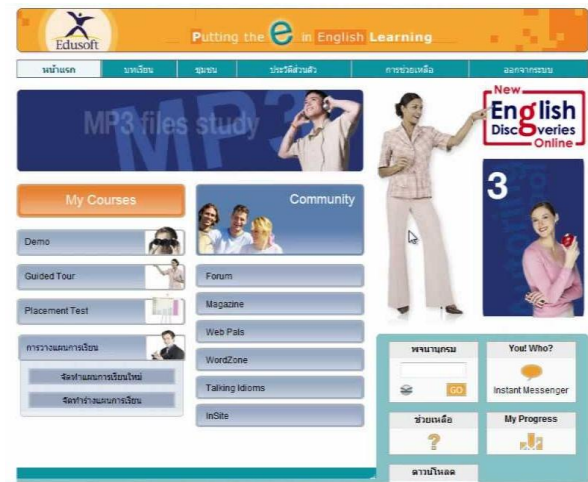 Edusoft
Putting the e in English Learning
หน้าแรก
บทเรียน
ชุมชน
ประวัติส่วนตัว
การช่วยเหลือ
ออกจากระบบ
MP3 files study
MP3
New
English
Discoveries
Online
3
My Courses
Demo
Guided Tour
Placement Test
การวางแผนการเรียน
จัดทำแผนการเรียนใหม่
จัดทำร่างแผนการเรียน
Community
Forum
Magazine
Web Pals
WordZone
Talking Idioms
InSite
พจนานุกรม
GO
You! Who?
Instant Messenger
ช่วยเหลือ
?
My Progress
ดาวน์โหลด